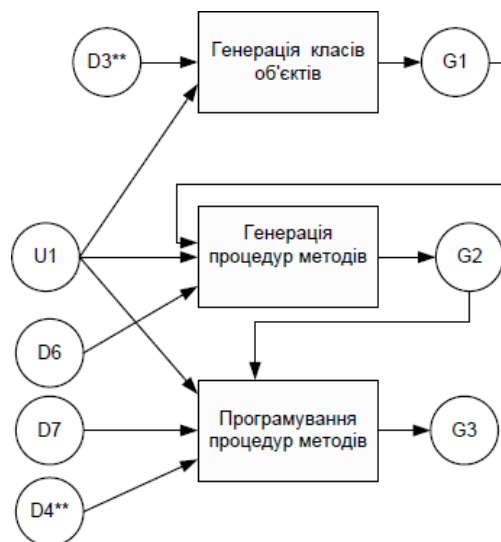 D3**
Генерація класів
об'єктів
G1
U1
Генерація
процедур методів
G2
D6
D7
Програмування
процедур методів
G3
D4**